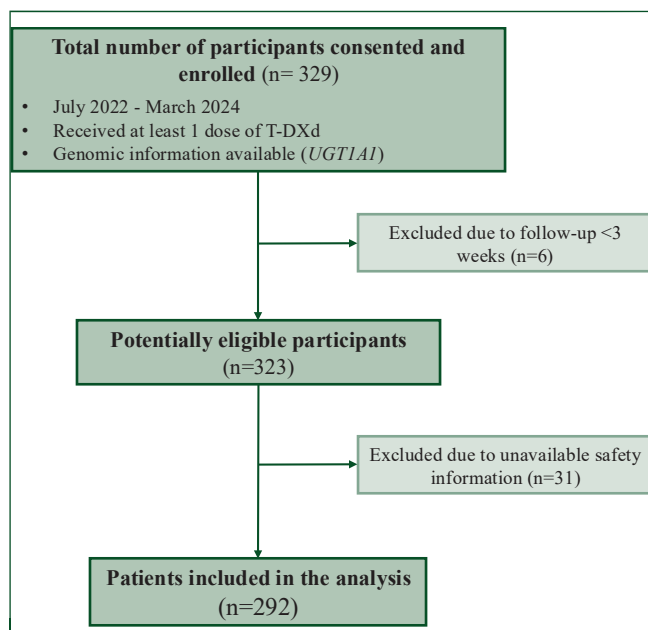 Total number of participants consented and
enrolled (n= 329)
• July 2022 - March 2024
• Received at least 1 dose of T-DXd
• Genomic information available (UGT1A1)
Excluded due to follow-up <3
weeks (n=6)
Potentially eligible participants
(n=323)
Excluded due to unavailable safety
information (n=31)
Patients included in the analysis
(n=292)